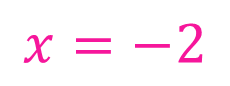 x = −2